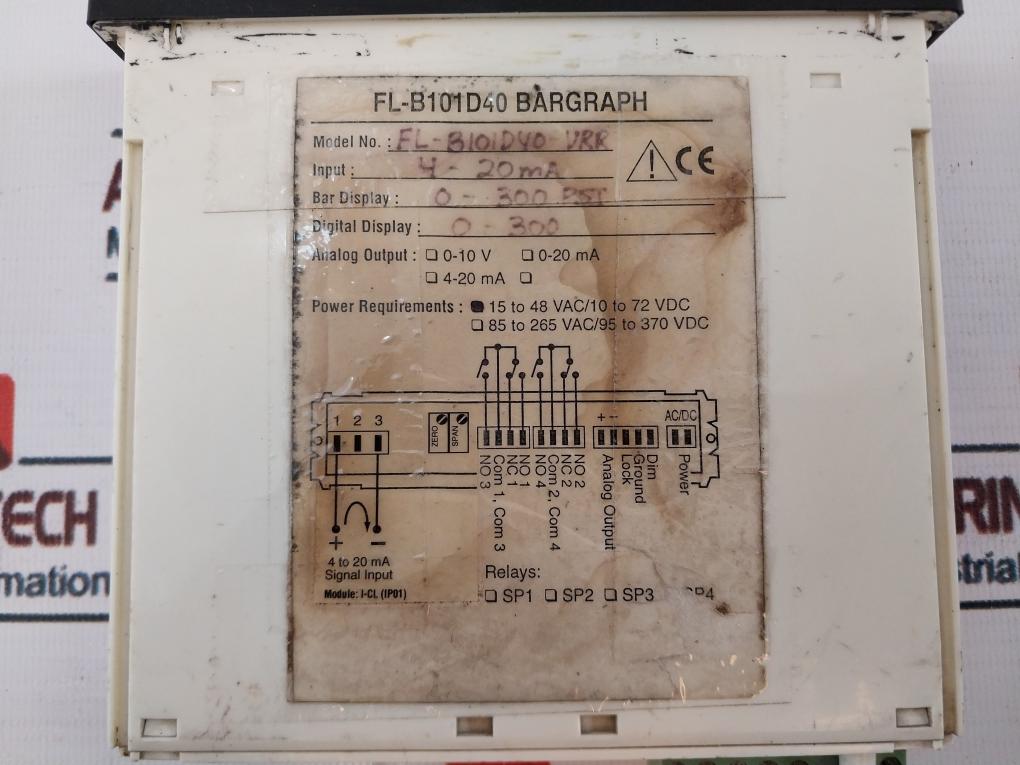 FL-B101D40 BARGRAPH
Model No. : FL-B101D40-VRR
Input : 4 - 20mA
Bar Display : 0 - 300 PSI
Digital Display : 0 - 300
Analog Output : ❏ 0-10 V ❏ 0-20 mA
❏ 4-20 mA ❏
Power Requirements : ■ 15 to 48 VAC/10 to 72 VDC
❏ 85 to 265 VAC/95 to 370 VDC
CE
1 2 3
ZERO
SPAN
+ -
AC/DC
NO 3
Com 1, Com 3
NC 1
NO 1
NO 4
Com 2, Com 4
NC 2
NO 2
Analog Output
Lock
Ground
Dim
Power
+ -
4 to 20 mA
Signal Input
Module: I-CL (IP01)
Relays:
❏ SP1 ❏ SP2 ❏ SP3 SP4
TECH
RIN
mation
strial